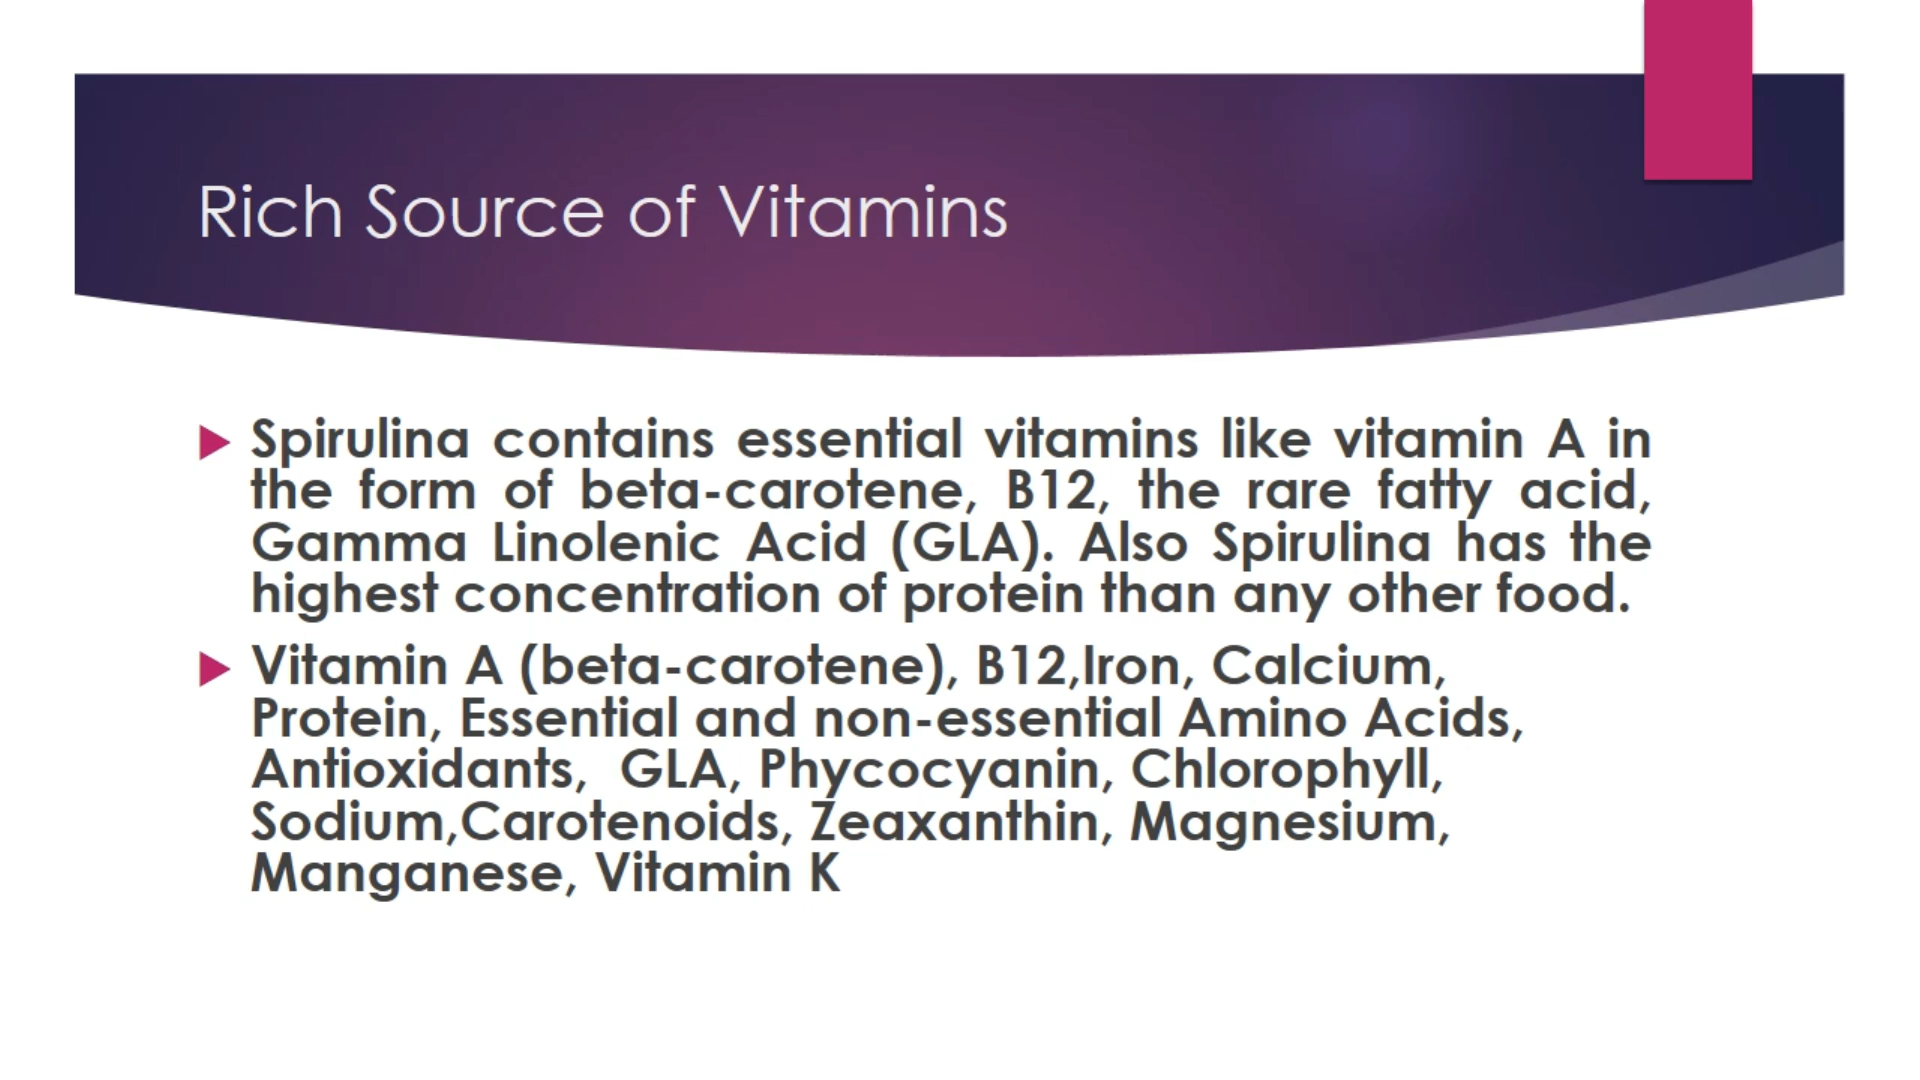 Rich Source of Vitamins
Spirulina contains essential vitamins like vitamin A in
the form of beta-carotene, B12, the rare fatty acid,
Gamma Linolenic Acid (GLA). Also Spirulina has the
highest concentration of protein than any other food.
Vitamin A (beta-carotene), B12,Iron, Calcium,
Protein, Essential and non-essential Amino Acids,
Antioxidants,  GLA, Phycocyanin, Chlorophyll,
Sodium,Carotenoids, Zeaxanthin, Magnesium,
Manganese, Vitamin K